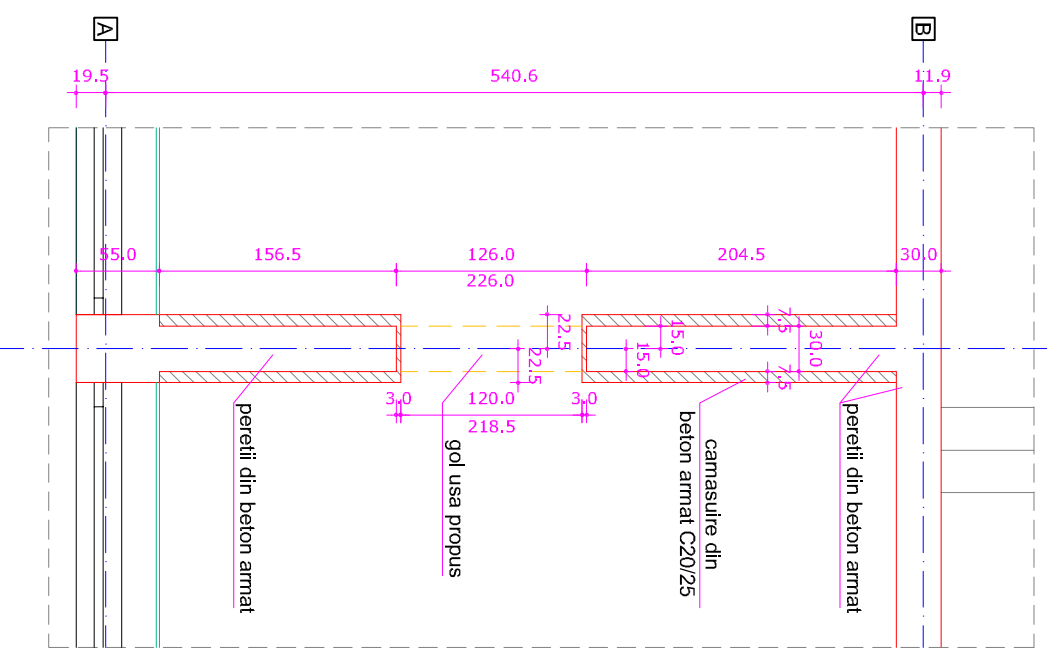 A
B
19.5
540.6
11.9
55.0
156.5
126.0
226.0
204.5
30.0
22.5
22.5
15.0
15.0
7.5
30.0
7.5
3.0
120.0
218.5
3.0
peretii din beton armat
gol usa propus
camasuire din
beton armat C20/25
peretii din beton armat